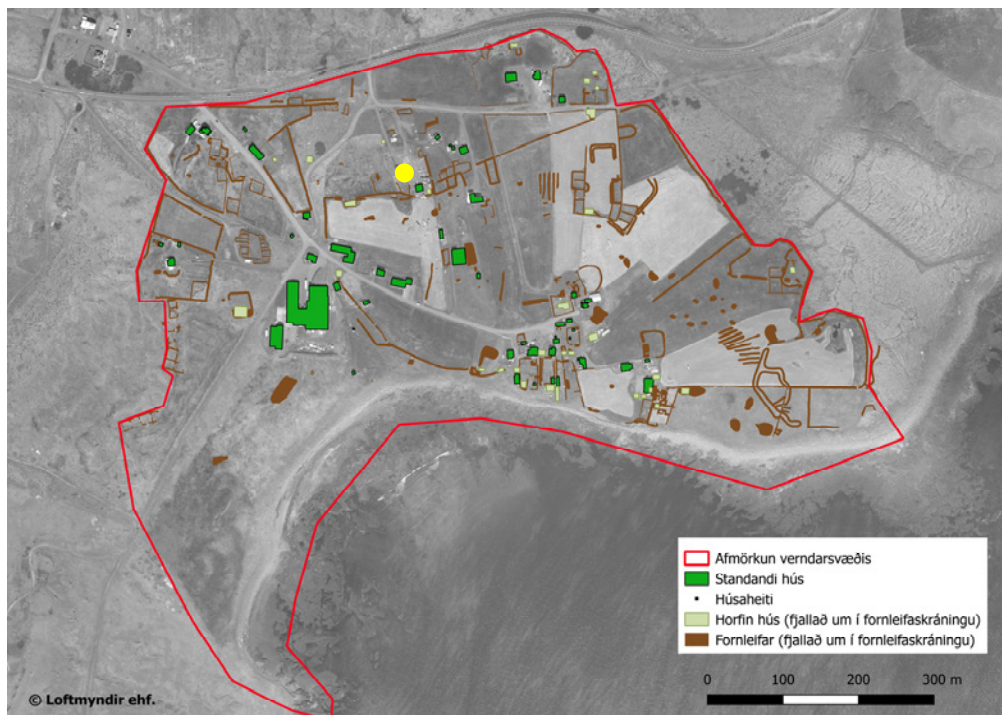 Afmörkun verndarsvæðis
Standandi hús
Húsaheiti
Horfin hús (fjallað um í fornleifaskráningu)
Fornleifar (fjallað um í fornleifaskráningu)
0 100 200 300 m
© Loftmyndir ehf.